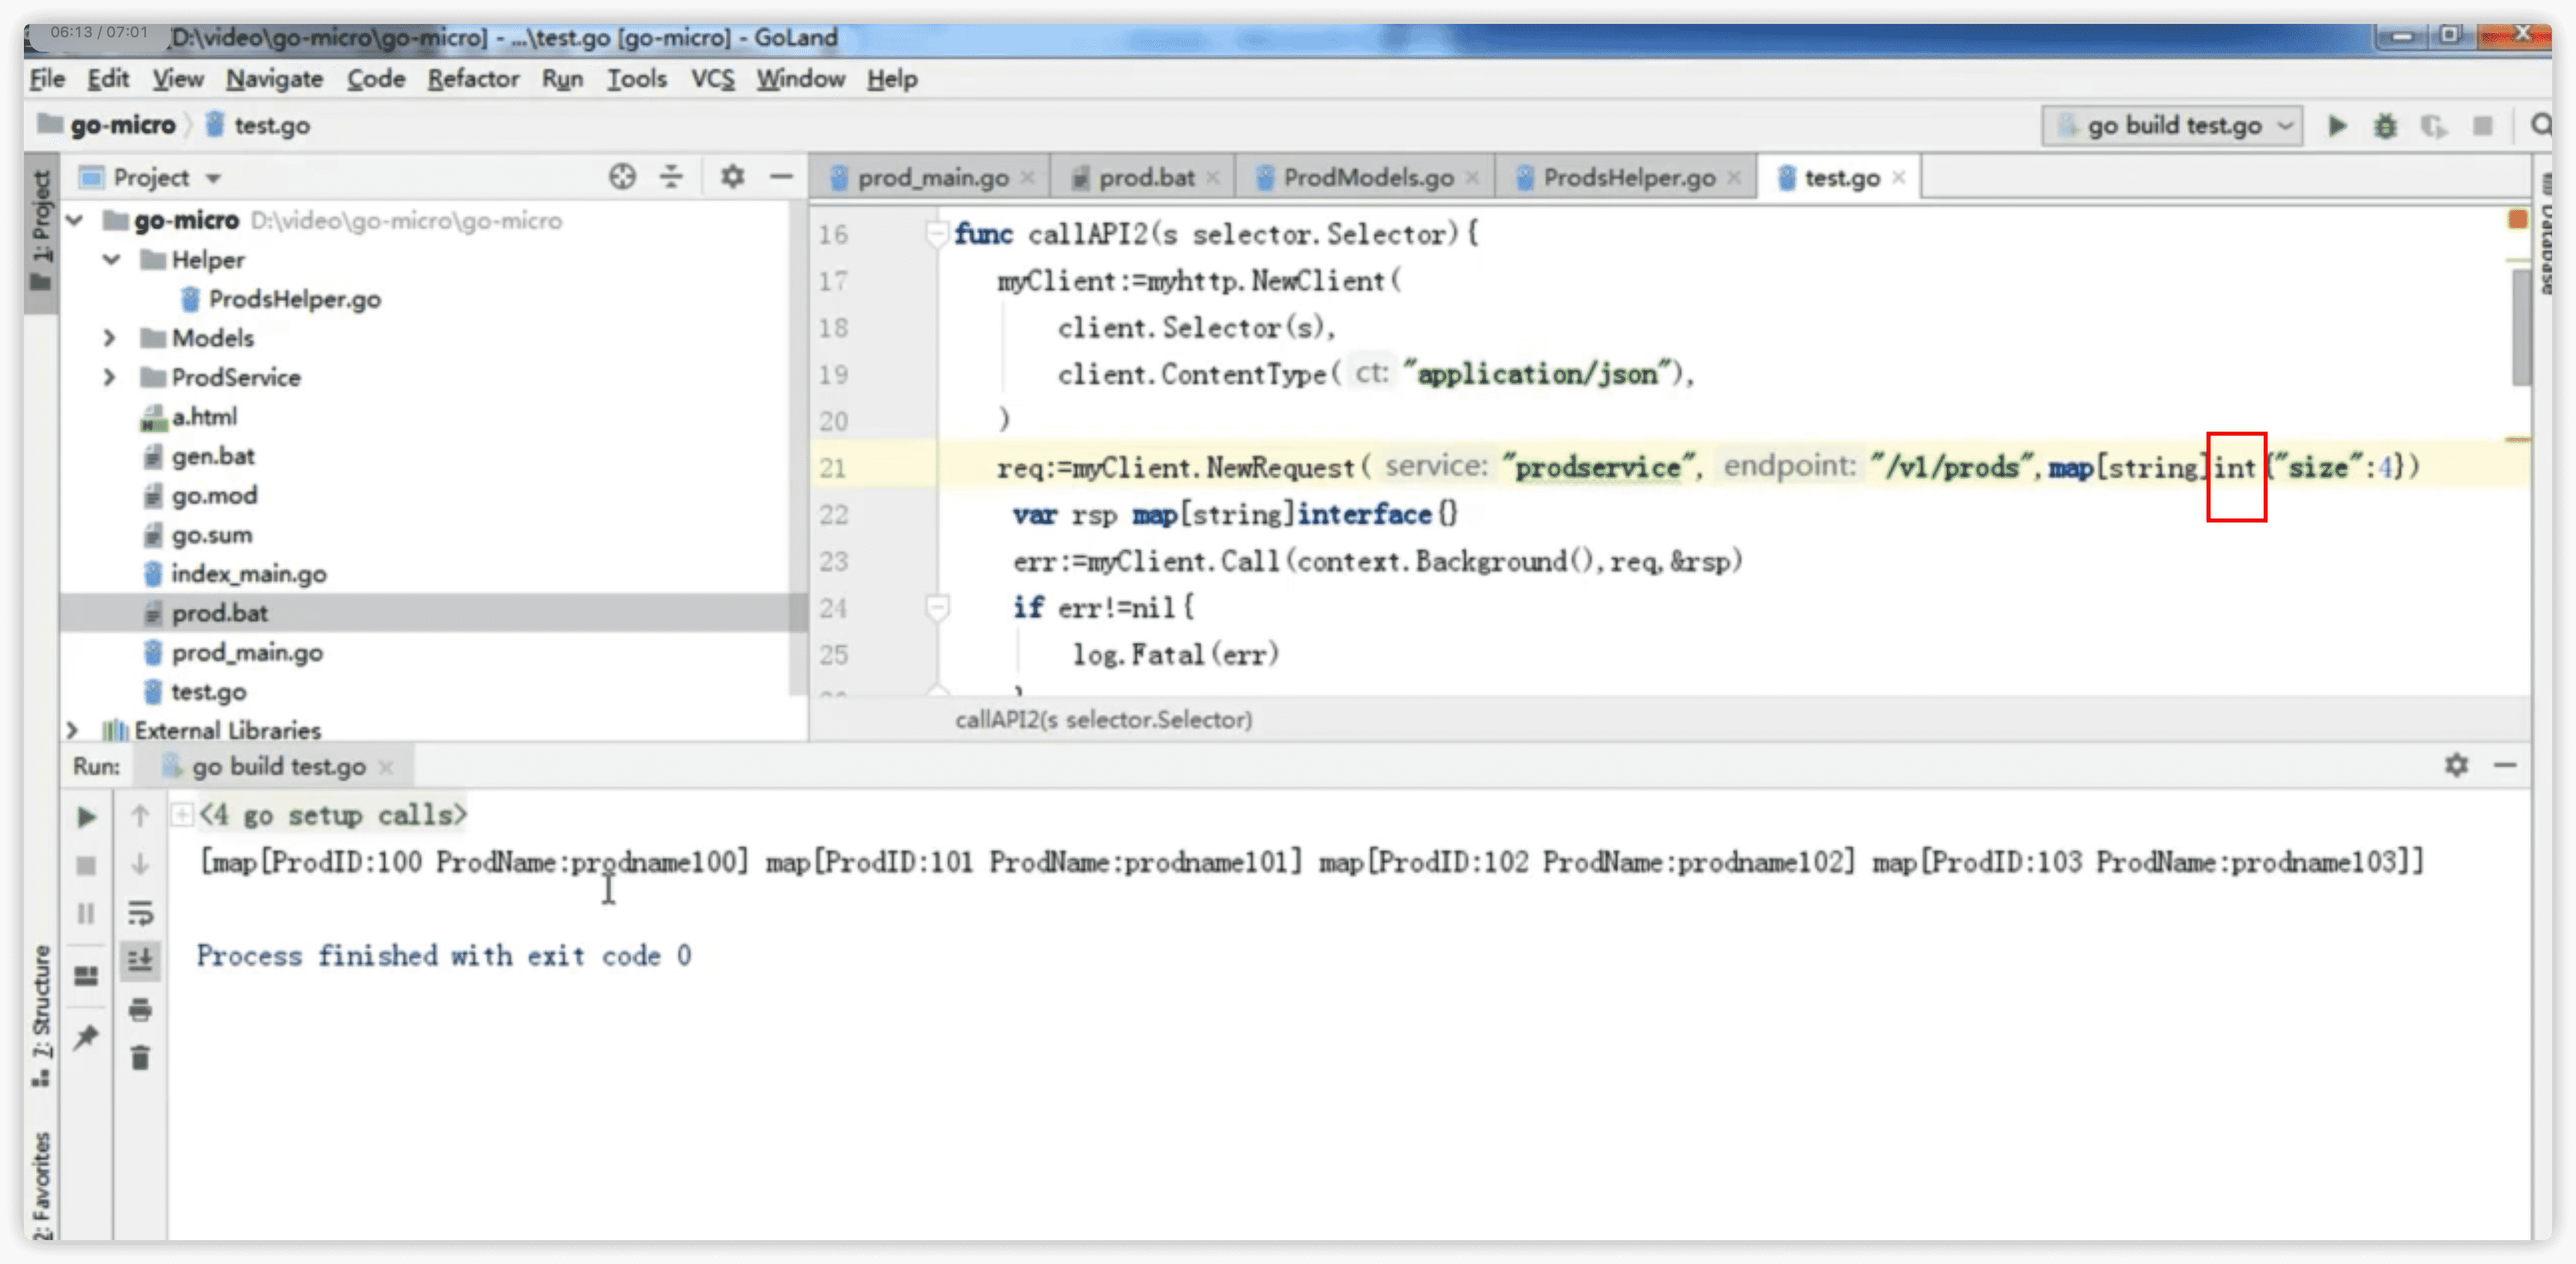 06:13 / 07:01
D:\video\go-micro\go-micro] - ...\test.go [go-micro] - GoLand
File Edit View Navigate Code Refactor Run Tools VCS Window Help
go-micro test.go
go build test.go
1: Project
Project
prod_main.go prod.bat ProdModels.go ProdsHelper.go test.go
Database
go-micro D:\video\go-micro\go-micro
Helper
ProdsHelper.go
Models
ProdService
a.html
gen.bat
go.mod
go.sum
index_main.go
prod.bat
prod_main.go
test.go
External Libraries
16 func callAPI2(s selector.Selector){
17 myClient:=myhttp.NewClient(
18 client.Selector(s),
19 client.ContentType( ct: "application/json"),
20 )
21 req:=myClient.NewRequest( service: "prodservice", endpoint: "/v1/prods",map[string]int{"size":4})
22 var rsp map[string]interface{}
23 err:=myClient.Call(context.Background(),req,&rsp)
24 if err!=nil{
25 log.Fatal(err)
callAPI2(s selector.Selector)
Run: go build test.go
<4 go setup calls>
[map[ProdID:100 ProdName:prodname100] map[ProdID:101 ProdName:prodname101] map[ProdID:102 ProdName:prodname102] map[ProdID:103 ProdName:prodname103]]
Process finished with exit code 0
7: Structure
2: Favorites